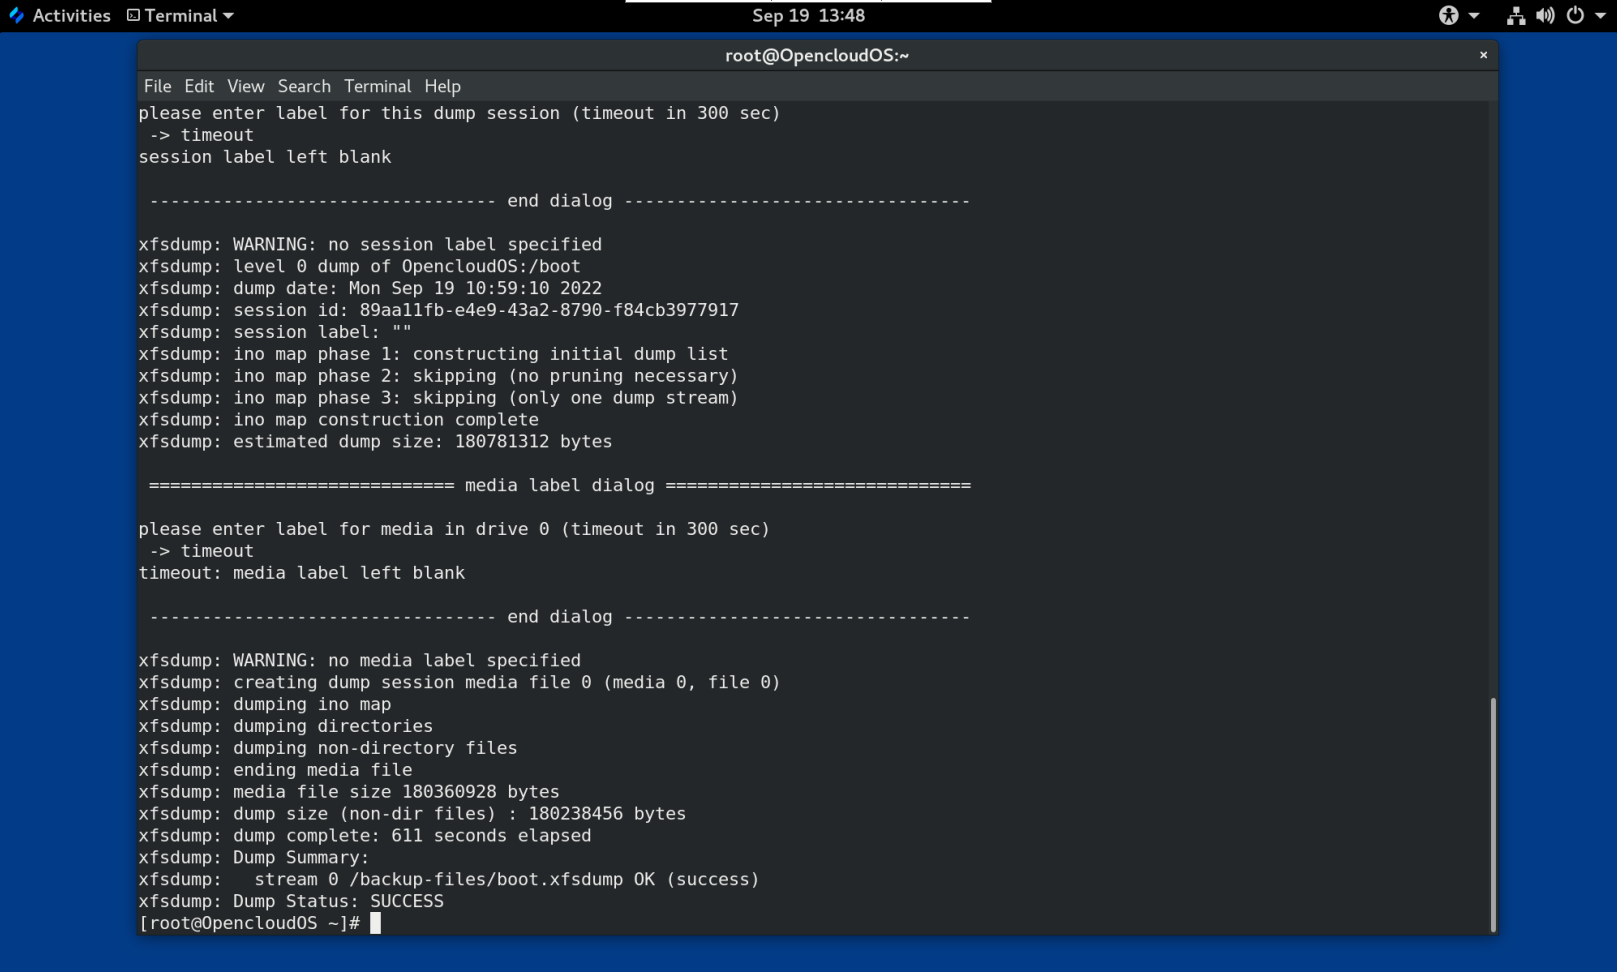 Activities Terminal Sep 19 13:48
root@OpencloudOS:~ ×
File Edit View Search Terminal Help
please enter label for this dump session (timeout in 300 sec)
 -> timeout
session label left blank
 --------------------------------- end dialog ---------------------------------
xfsdump: WARNING: no session label specified
xfsdump: level 0 dump of OpencloudOS:/boot
xfsdump: dump date: Mon Sep 19 10:59:10 2022
xfsdump: session id: 89aa11fb-e4e9-43a2-8790-f84cb3977917
xfsdump: session label: ""
xfsdump: ino map phase 1: constructing initial dump list
xfsdump: ino map phase 2: skipping (no pruning necessary)
xfsdump: ino map phase 3: skipping (only one dump stream)
xfsdump: ino map construction complete
xfsdump: estimated dump size: 180781312 bytes
 ============================= media label dialog =============================
please enter label for media in drive 0 (timeout in 300 sec)
 -> timeout
timeout: media label left blank
 --------------------------------- end dialog ---------------------------------
xfsdump: WARNING: no media label specified
xfsdump: creating dump session media file 0 (media 0, file 0)
xfsdump: dumping ino map
xfsdump: dumping directories
xfsdump: dumping non-directory files
xfsdump: ending media file
xfsdump: media file size 180360928 bytes
xfsdump: dump size (non-dir files) : 180238456 bytes
xfsdump: dump complete: 611 seconds elapsed
xfsdump: Dump Summary:
xfsdump:   stream 0 /backup-files/boot.xfsdump OK (success)
xfsdump: Dump Status: SUCCESS
[root@OpencloudOS ~]#